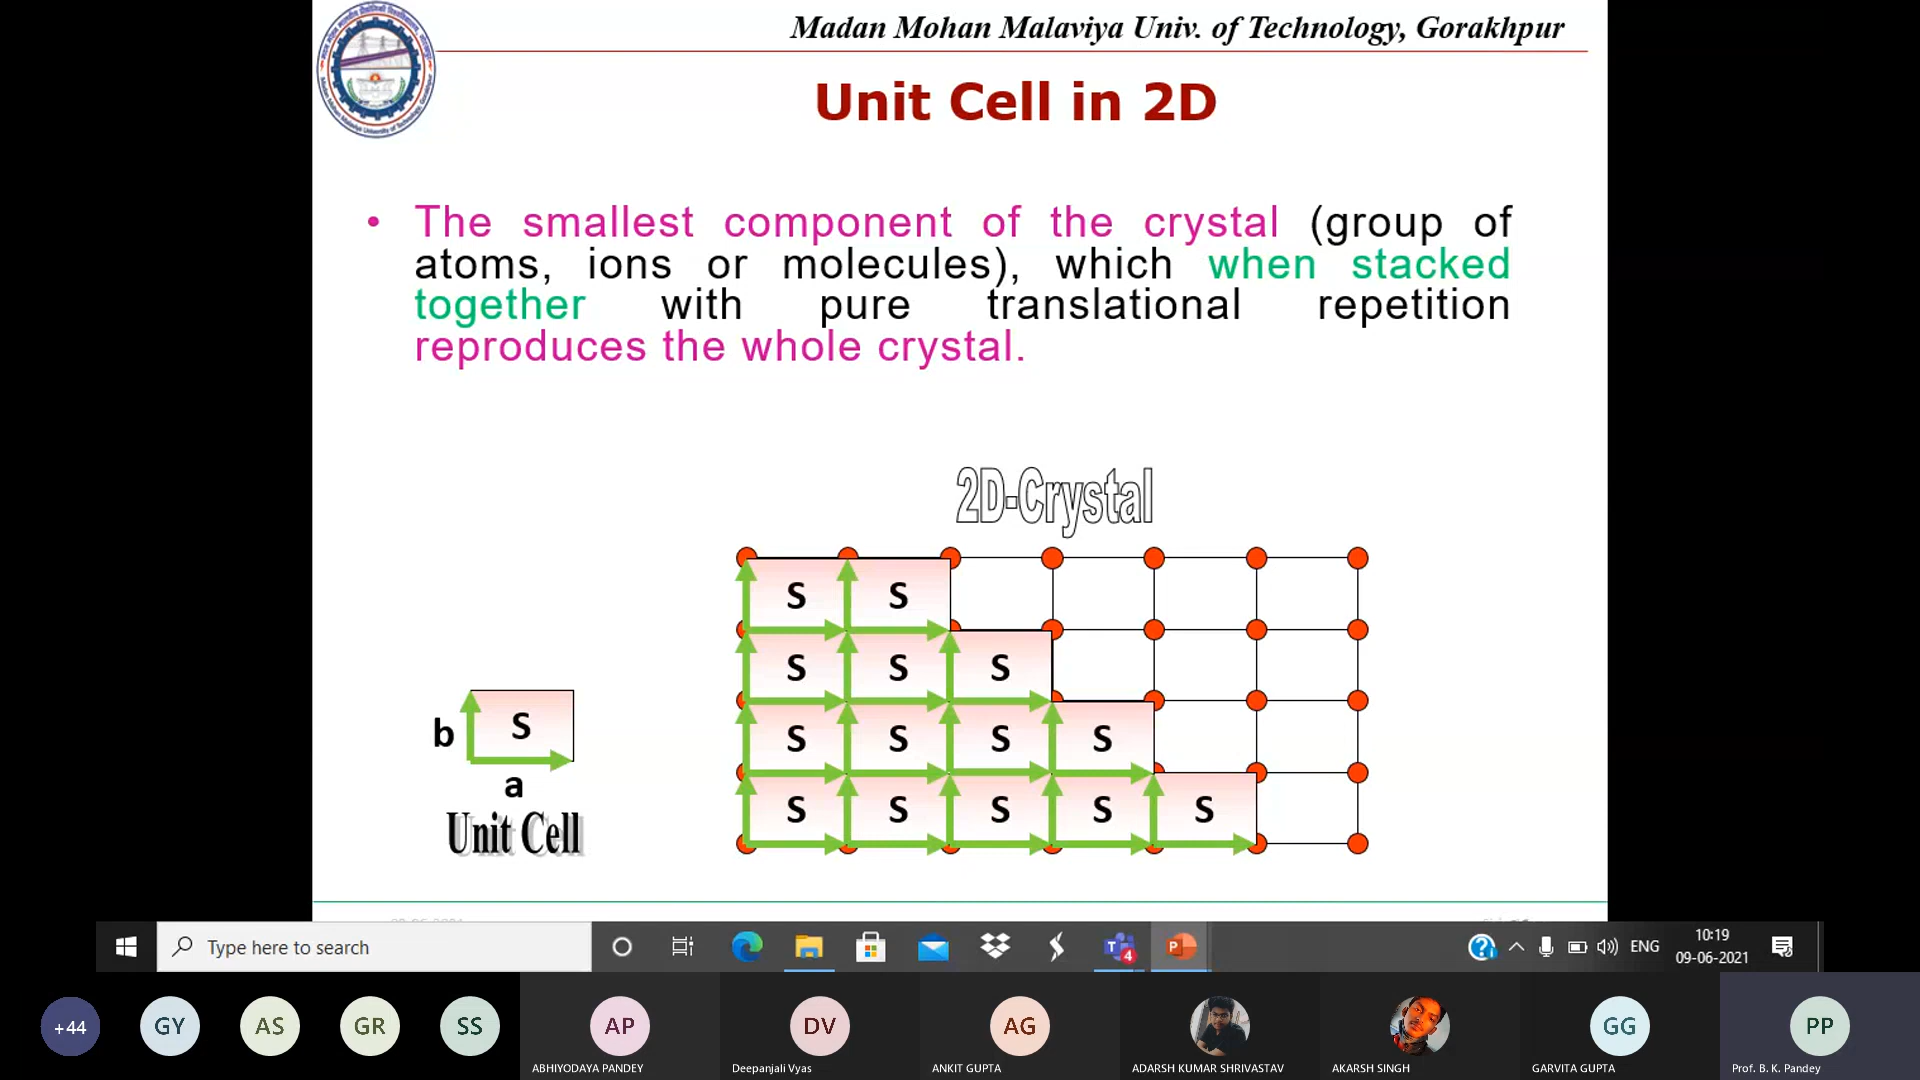 Madan Mohan Malaviya Univ. of Technology, Gorakhpur
Unit Cell in 2D
• The smallest component of the crystal (group of
atoms, ions or molecules), which when stacked
together with pure translational repetition
reproduces the whole crystal.
2D-Crystal
S S
S S S
S S S S
S S S S S
b S
a
Unit Cell
Type here to search
4
ENG
10:19
09-06-2021
+44
GY
AS
GR
SS
AP
DV
AG
GG
PP
ABHIYODAYA PANDEY
Deepanjali Vyas
ANKIT GUPTA
ADARSH KUMAR SHRIVASTAV
AKARSH SINGH
GARVITA GUPTA
Prof. B. K. Pandey